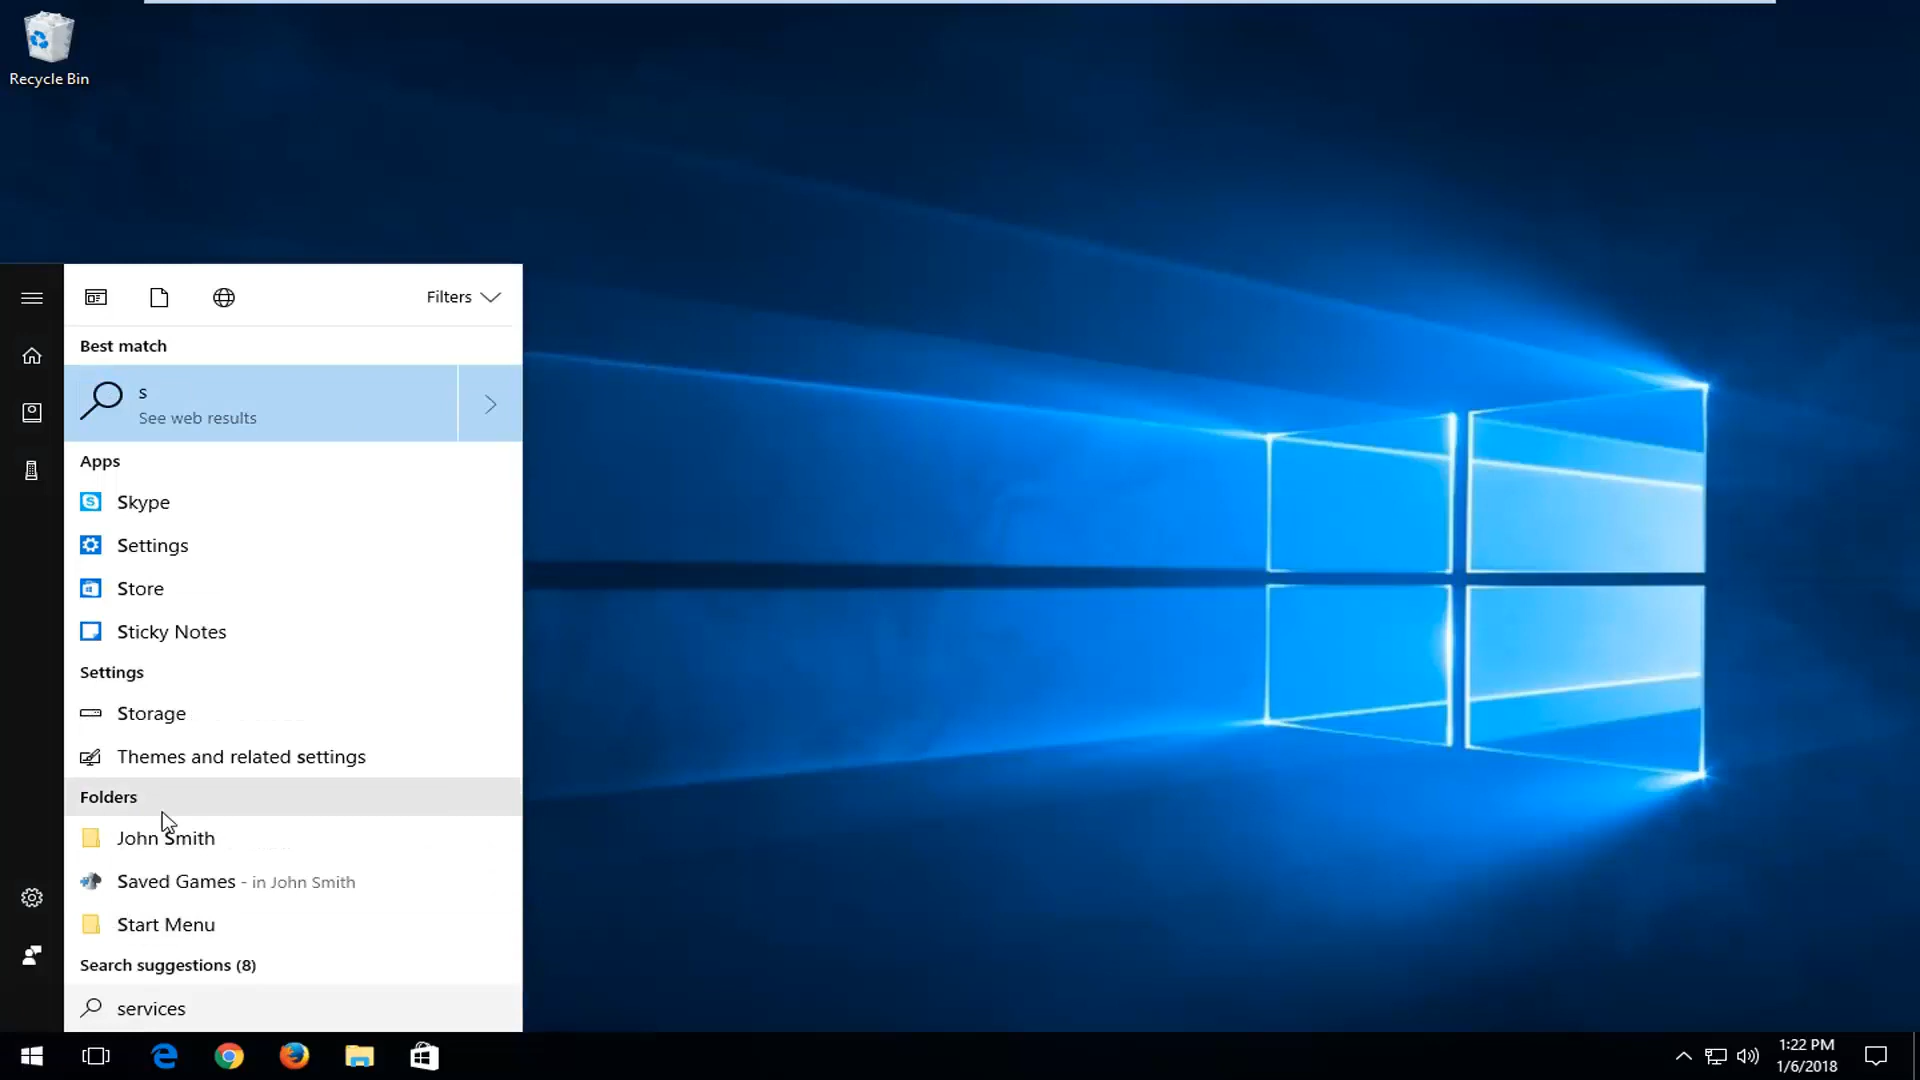 Recycle Bin
Filters
Best match
s
See web results
Apps
Skype
Settings
Store
Sticky Notes
Settings
Storage
Themes and related settings
Folders
John Smith
Saved Games - in John Smith
Start Menu
Search suggestions (8)
services
1:22 PM
1/6/2018